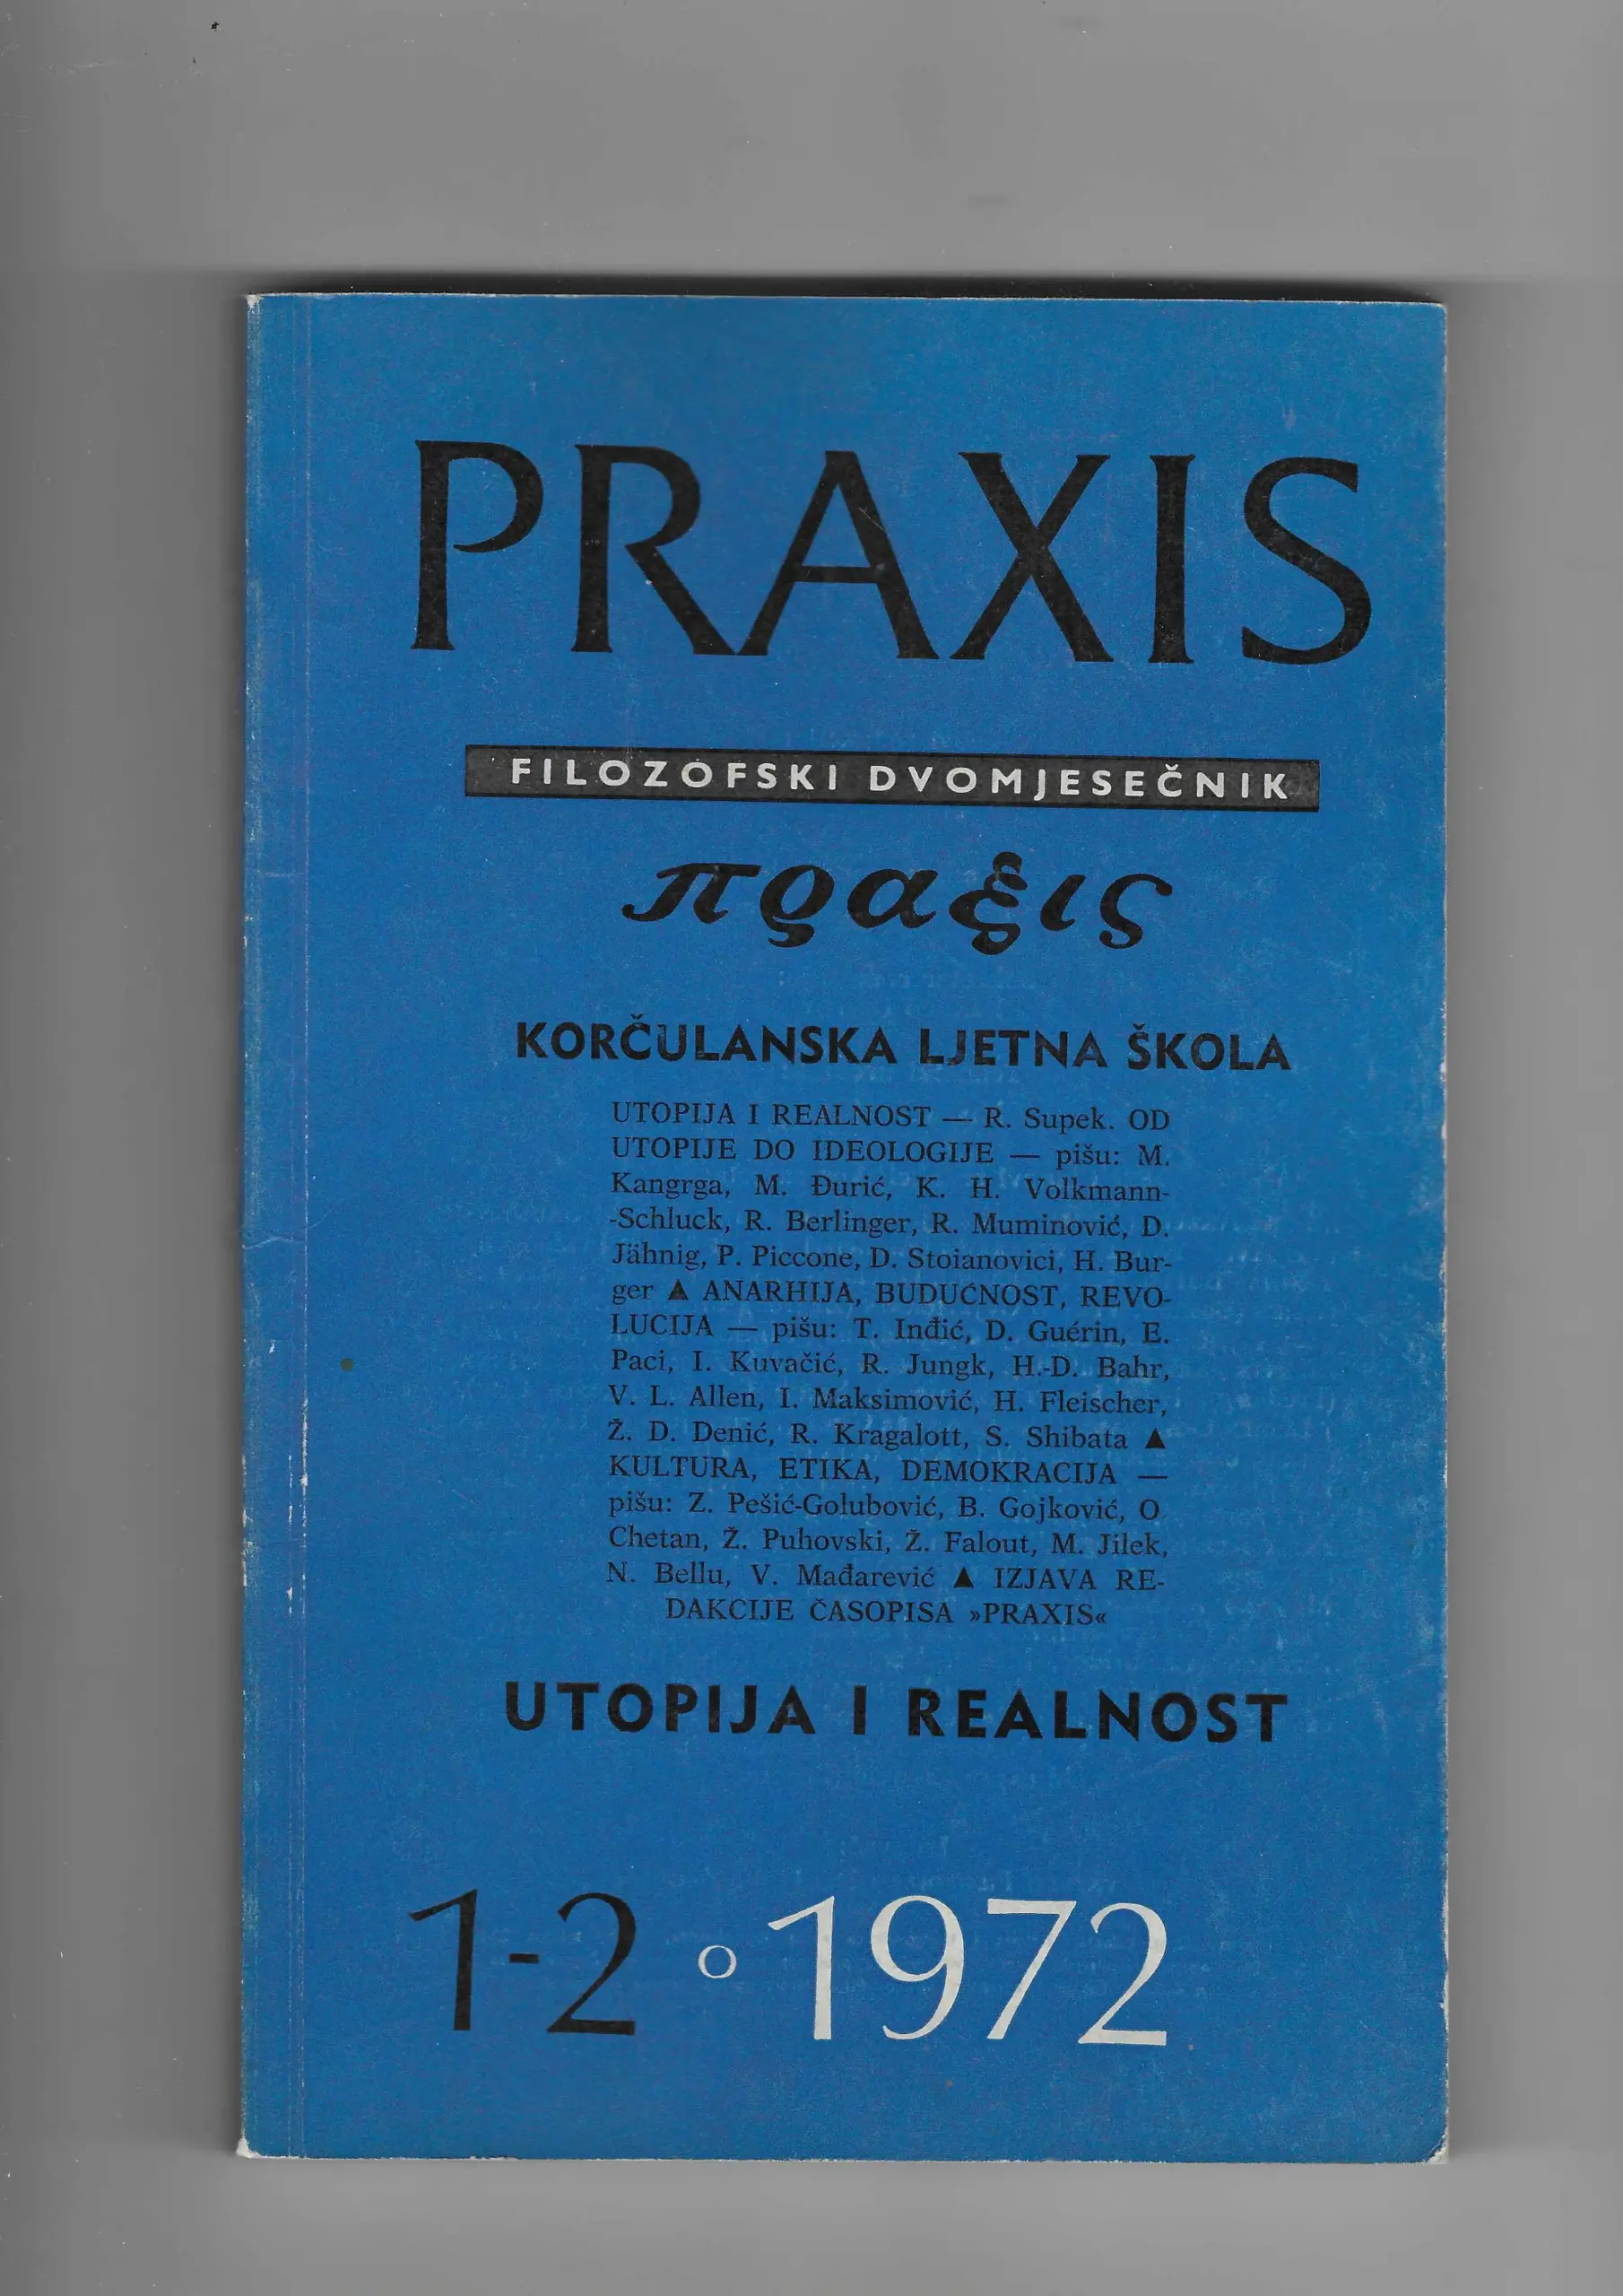 PRAXIS
FILOZOFSKI DVOMJESEČNIK
πραξις
KORČULANSKA LJETNA ŠKOLA
UTOPIJA I REALNOST — R. Supek. OD
UTOPIJE DO IDEOLOGIJE — pišu: M.
Kangrga, M. Đurić, K. H. Volkmann-
-Schluck, R. Berlinger, R. Muminović, D.
Jähnig, P. Piccone, D. Stoianovici, H. Bur-
ger ▲ ANARHIJA, BUDUĆNOST, REVO-
LUCIJA — pišu: T. Inđić, D. Guérin, E.
Paci, I. Kuvačić, R. Jungk, H.-D. Bahr,
V. L. Allen, I. Maksimović, H. Fleischer,
Ž. D. Denić, R. Kragalott, S. Shibata ▲
KULTURA, ETIKA, DEMOKRACIJA —
pišu: Z. Pešić-Golubović, B. Gojković, O
Chetan, Ž. Puhovski, Ž. Falout, M. Jilek,
N. Bellu, V. Mađarević ▲ IZJAVA RE-
DAKCIJE ČASOPISA »PRAXIS«
UTOPIJA I REALNOST
1-2 ○ 1972